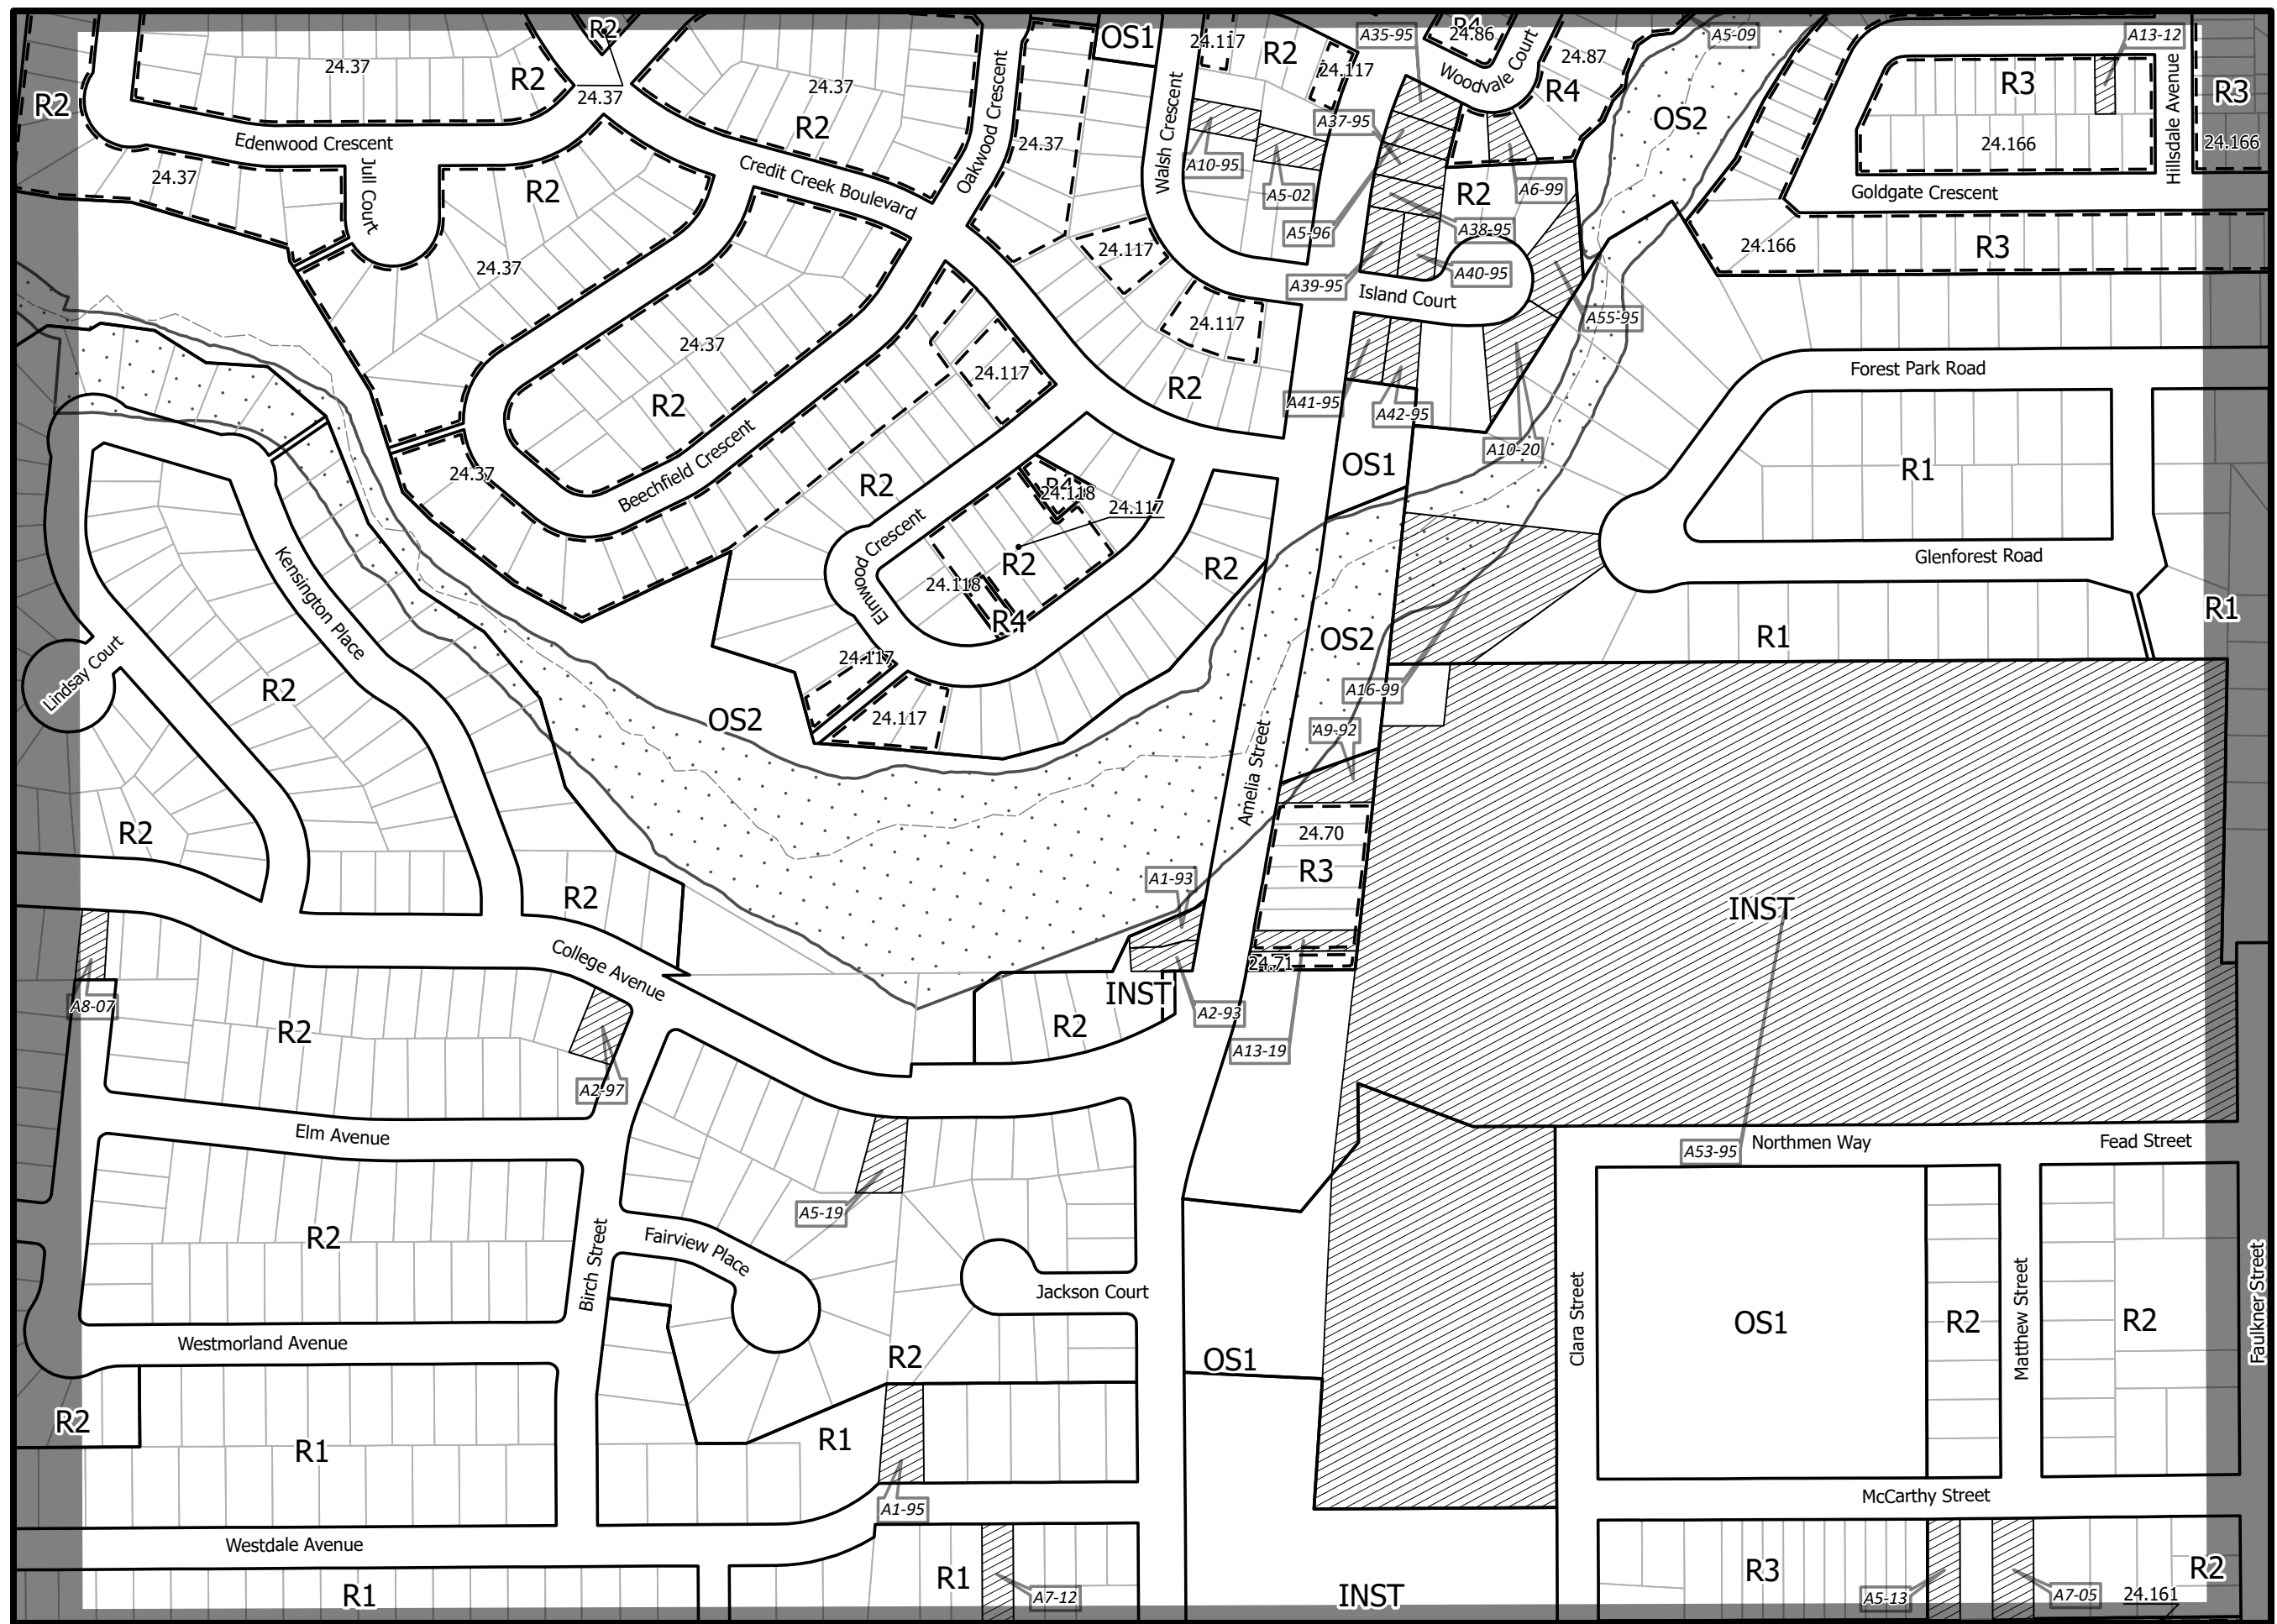 R2
OS1
24.117
R2
A35-95
R4
24.86
A5-09
A13-12
24.37
R2
24.37
24.37
24.117
Woodvale Court
24.87
R3
Hillsdale Avenue
R3
R2
R2
Oakwood Crescent
Walsh Crescent
A37-95
R4
OS2
Edenwood Crescent
24.37
24.166
24.166
Jull Court
24.37
Credit Creek Boulevard
A10-95
A5-02
R2
A6-99
Goldgate Crescent
R2
A5-96
A38-95
24.117
24.166
R3
24.37
A39-95
A40-95
Island Court
24.117
A55-95
24.37
24.117
R2
Forest Park Road
R2
A41-95
A42-95
Beechfield Crescent
A10-20
24.37
R2
OS1
R1
R4
24.118
24.117
Elmwood Crescent
Kensington Place
R2
R2
24.118
Glenforest Road
R4
R1
OS2
R1
Lindsay Court
24.117
R2
A16-99
OS2
24.117
A9-92
Amelia Street
R2
24.70
R3
A1-93
R2
INST
College Avenue
24.71
A8-07
INST
A2-93
R2
R2
A13-19
A2-97
Elm Avenue
Northmen Way
Fead Street
A53-95
A5-19
R2
Birch Street
Fairview Place
Jackson Court
Clara Street
OS1
R2
Matthew Street
R2
Faulkner Street
Westmorland Avenue
R2
OS1
R2
R1
R1
A1-95
McCarthy Street
Westdale Avenue
R1
R1
A7-12
INST
R3
A5-13
A7-05
24.161
R2